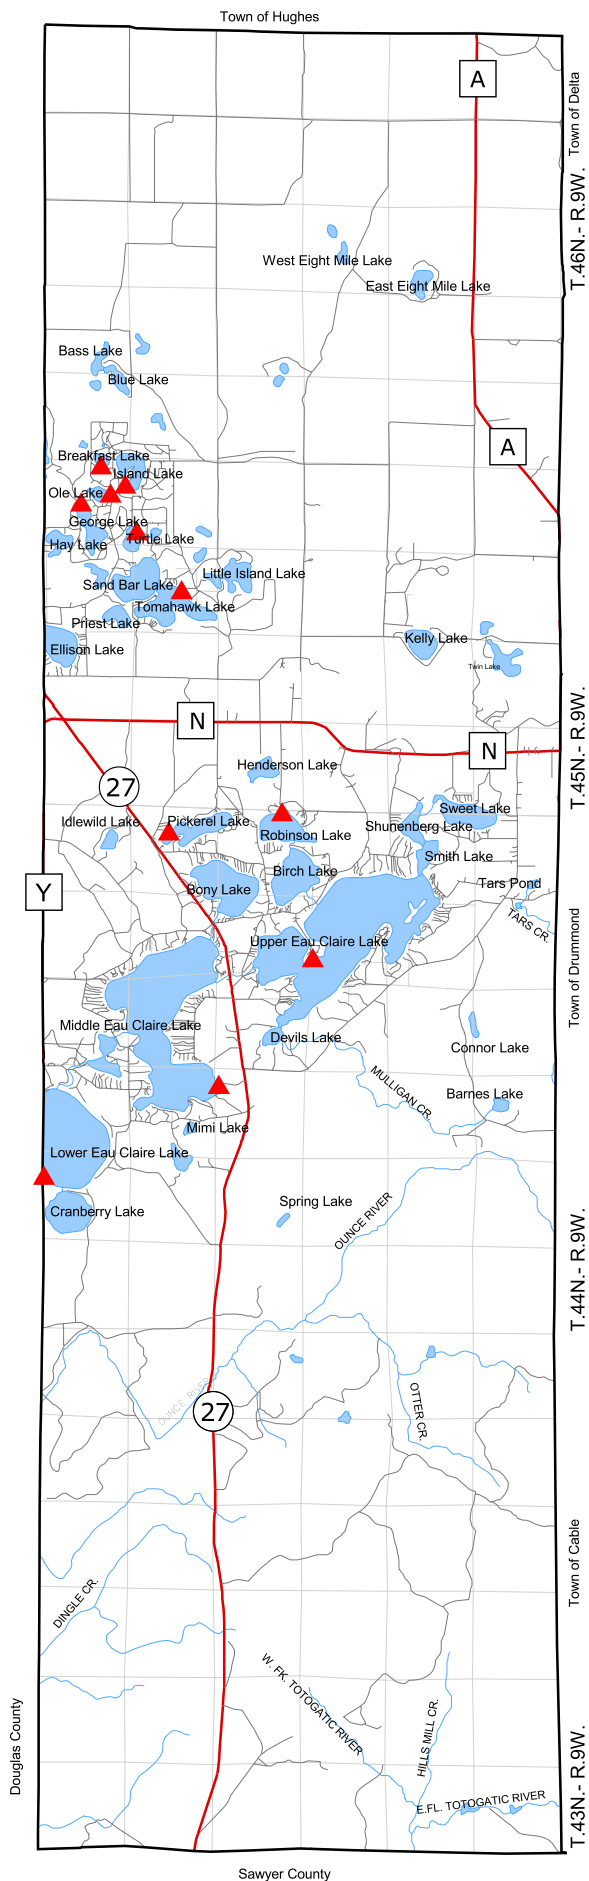 Town of Hughes
A
Town of Delta
T.46N.- R.9W.
West Eight Mile Lake
East Eight Mile Lake
Bass Lake
Blue Lake
A
Breakfast Lake
Island Lake
Ole Lake
George Lake
Turtle Lake
Hay Lake
Little Island Lake
Sand Bar Lake
Tomahawk Lake
Priest Lake
Ellison Lake
Kelly Lake
Twin Lake
T.45N.- R.9W.
N
N
Henderson Lake
27
Idlewild Lake
Pickerel Lake
Robinson Lake
Sweet Lake
Shunenberg Lake
Smith Lake
Birch Lake
Bony Lake
Tars Pond
Y
TARS CR.
Upper Eau Claire Lake
Town of Drummond
Middle Eau Claire Lake
Devils Lake
Connor Lake
MULLIGAN CR.
Barnes Lake
Mimi Lake
Lower Eau Claire Lake
Spring Lake
Cranberry Lake
OUNCE RIVER
T.44N.- R.9W.
OUNCE RIVER
27
OTTER CR.
Town of Cable
DINGLE CR.
W. FK. TOTOGATIC RIVER
HILLS MILL CR.
Douglas County
T.43N.- R.9W.
E.FL. TOTOGATIC RIVER
Sawyer County